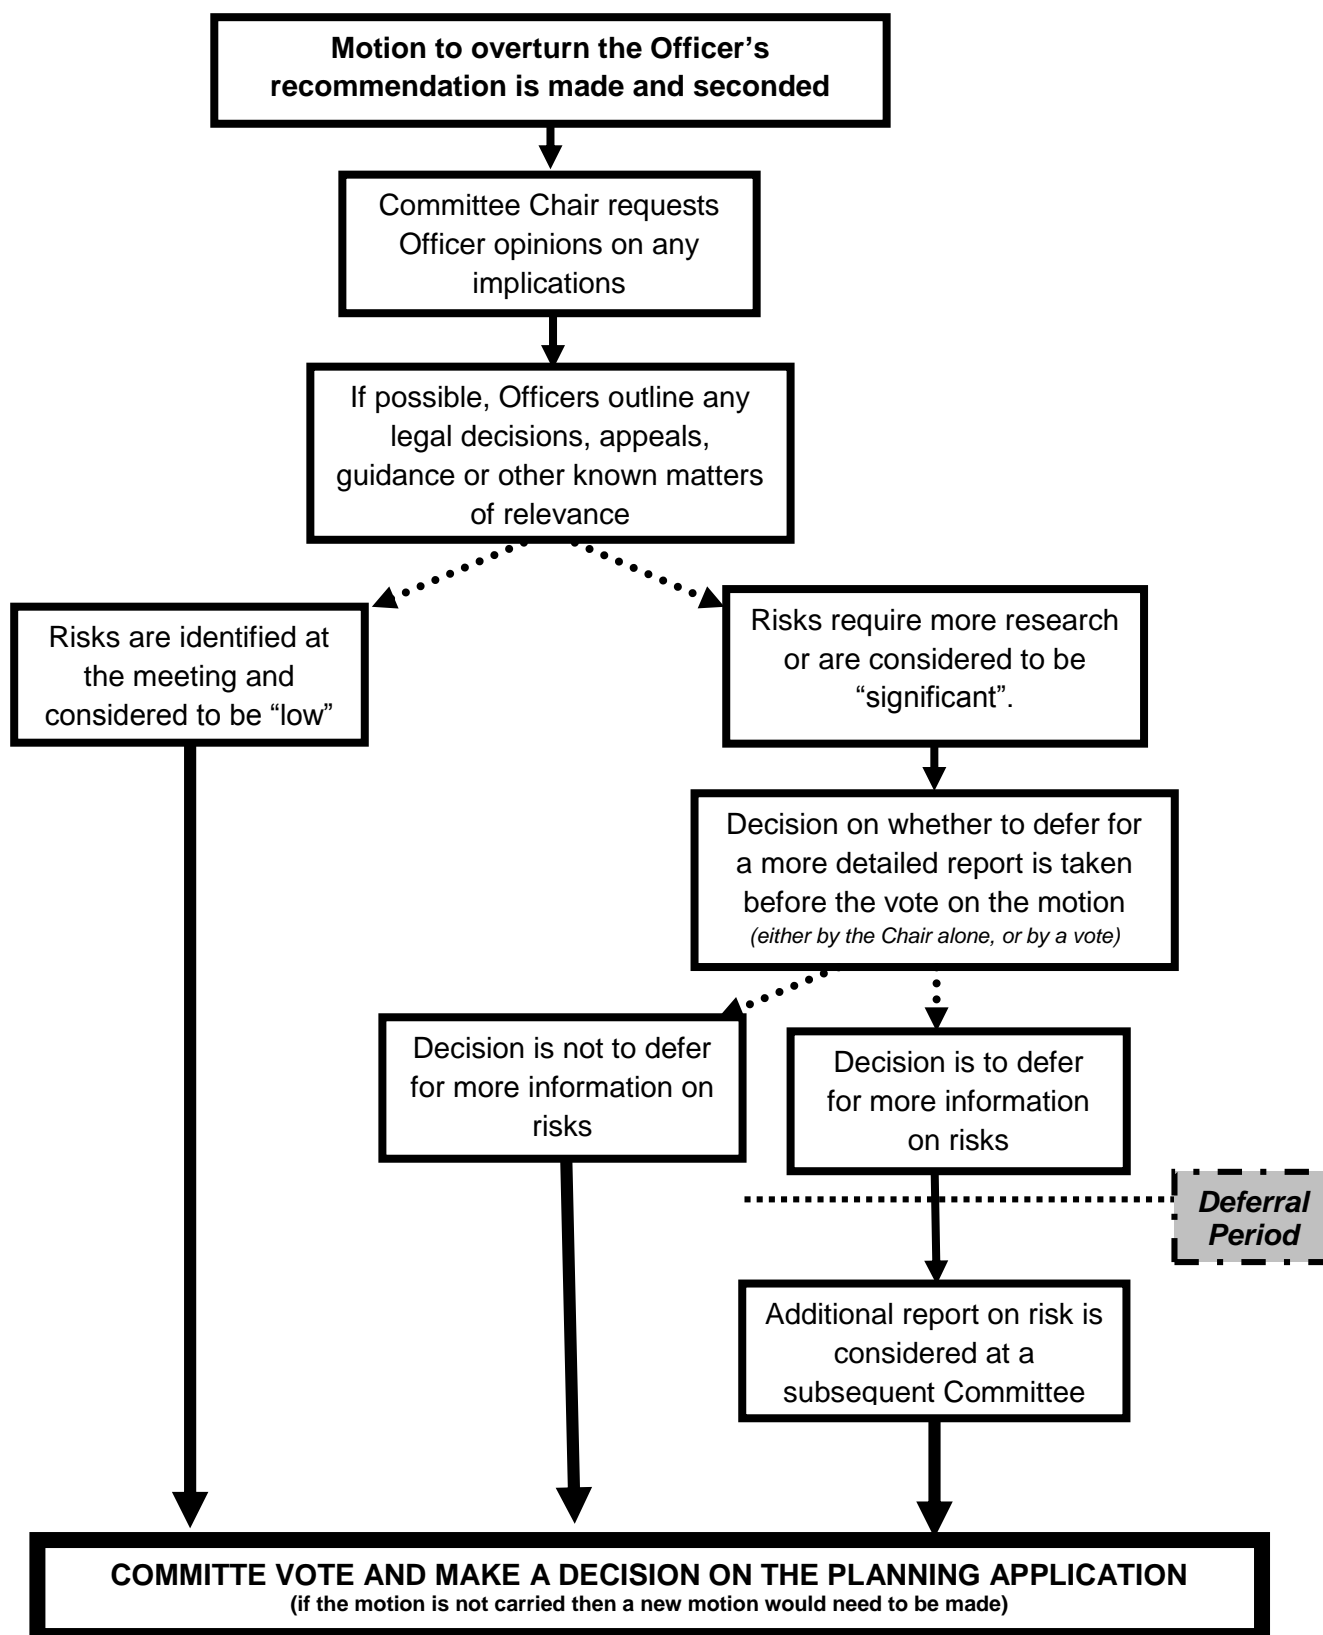 Motion to overturn the Officer’s
recommendation is made and seconded
Committee Chair requests
Officer opinions on any
implications
If possible, Officers outline any
legal decisions, appeals,
guidance or other known matters
of relevance
Risks are identified at
the meeting and
considered to be “low”
Risks require more research
or are considered to be
“significant”.
Decision on whether to defer for
a more detailed report is taken
before the vote on the motion
(either by the Chair alone, or by a vote)
Decision is not to defer
for more information on
risks
Decision is to defer
for more information
on risks
Deferral
Period
Additional report on risk is
considered at a
subsequent Committee
COMMITTE VOTE AND MAKE A DECISION ON THE PLANNING APPLICATION
(if the motion is not carried then a new motion would need to be made)